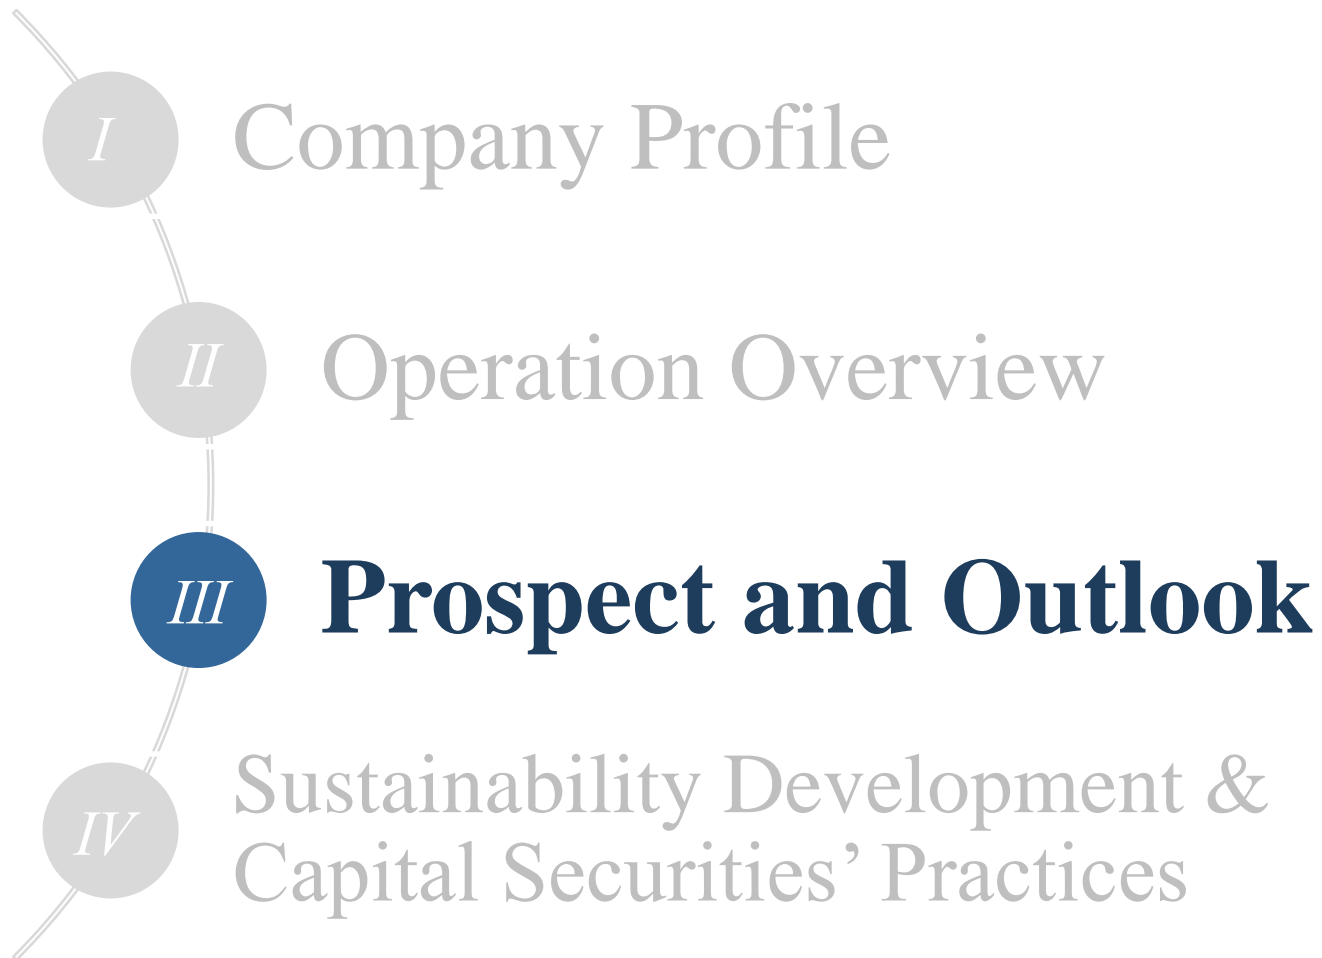 I
Company Profile
II
Operation Overview
III
Prospect and Outlook
IV
Sustainability Development &
Capital Securities’ Practices